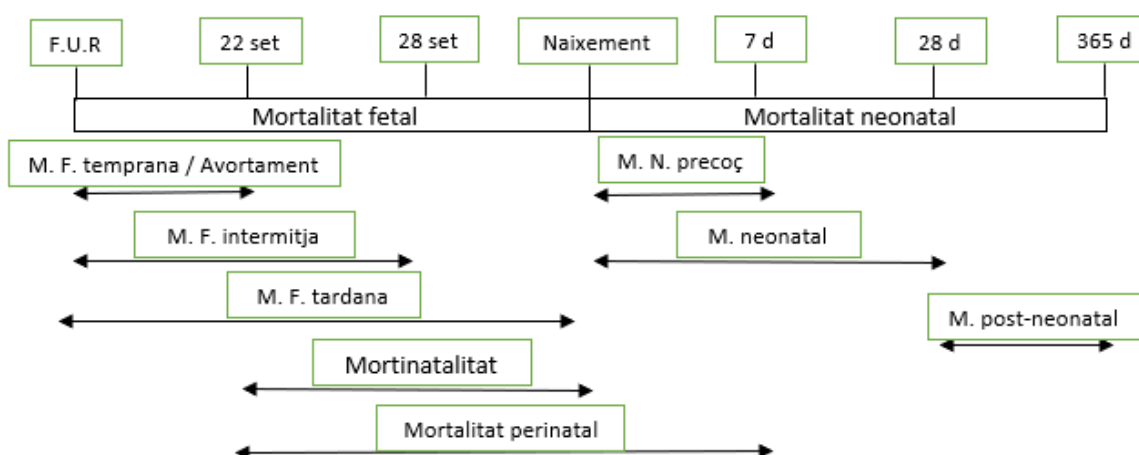 F.U.R
22 set
28 set
Naixement
7 d
28 d
365 d
Mortalitat fetal
Mortalitat neonatal
M. F. temprana / Avortament
M. N. precoç
M. F. intermitja
M. neonatal
M. F. tardana
M. post-neonatal
Mortinatalitat
Mortalitat perinatal